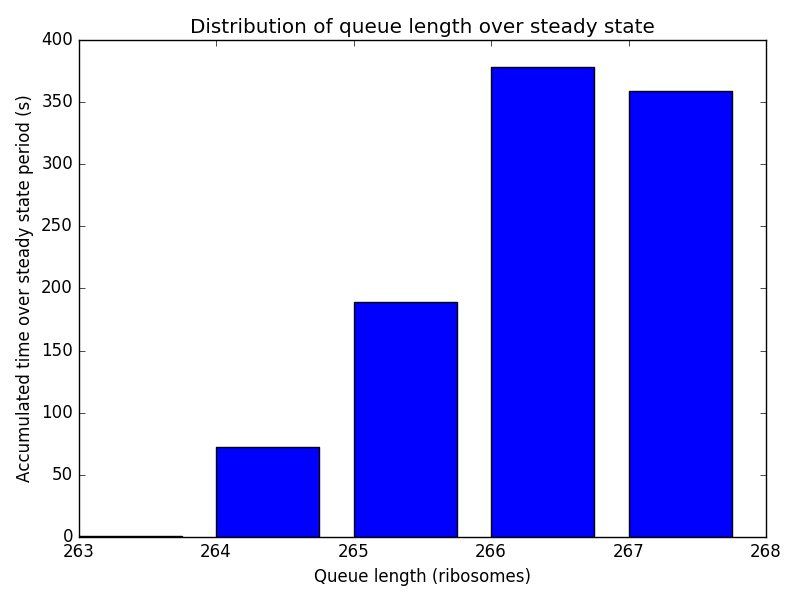 Distribution of queue length over steady state
Accumulated time over steady state period (s)
400
350
300
250
200
150
100
50
0
263 264 265 266 267 268
Queue length (ribosomes)